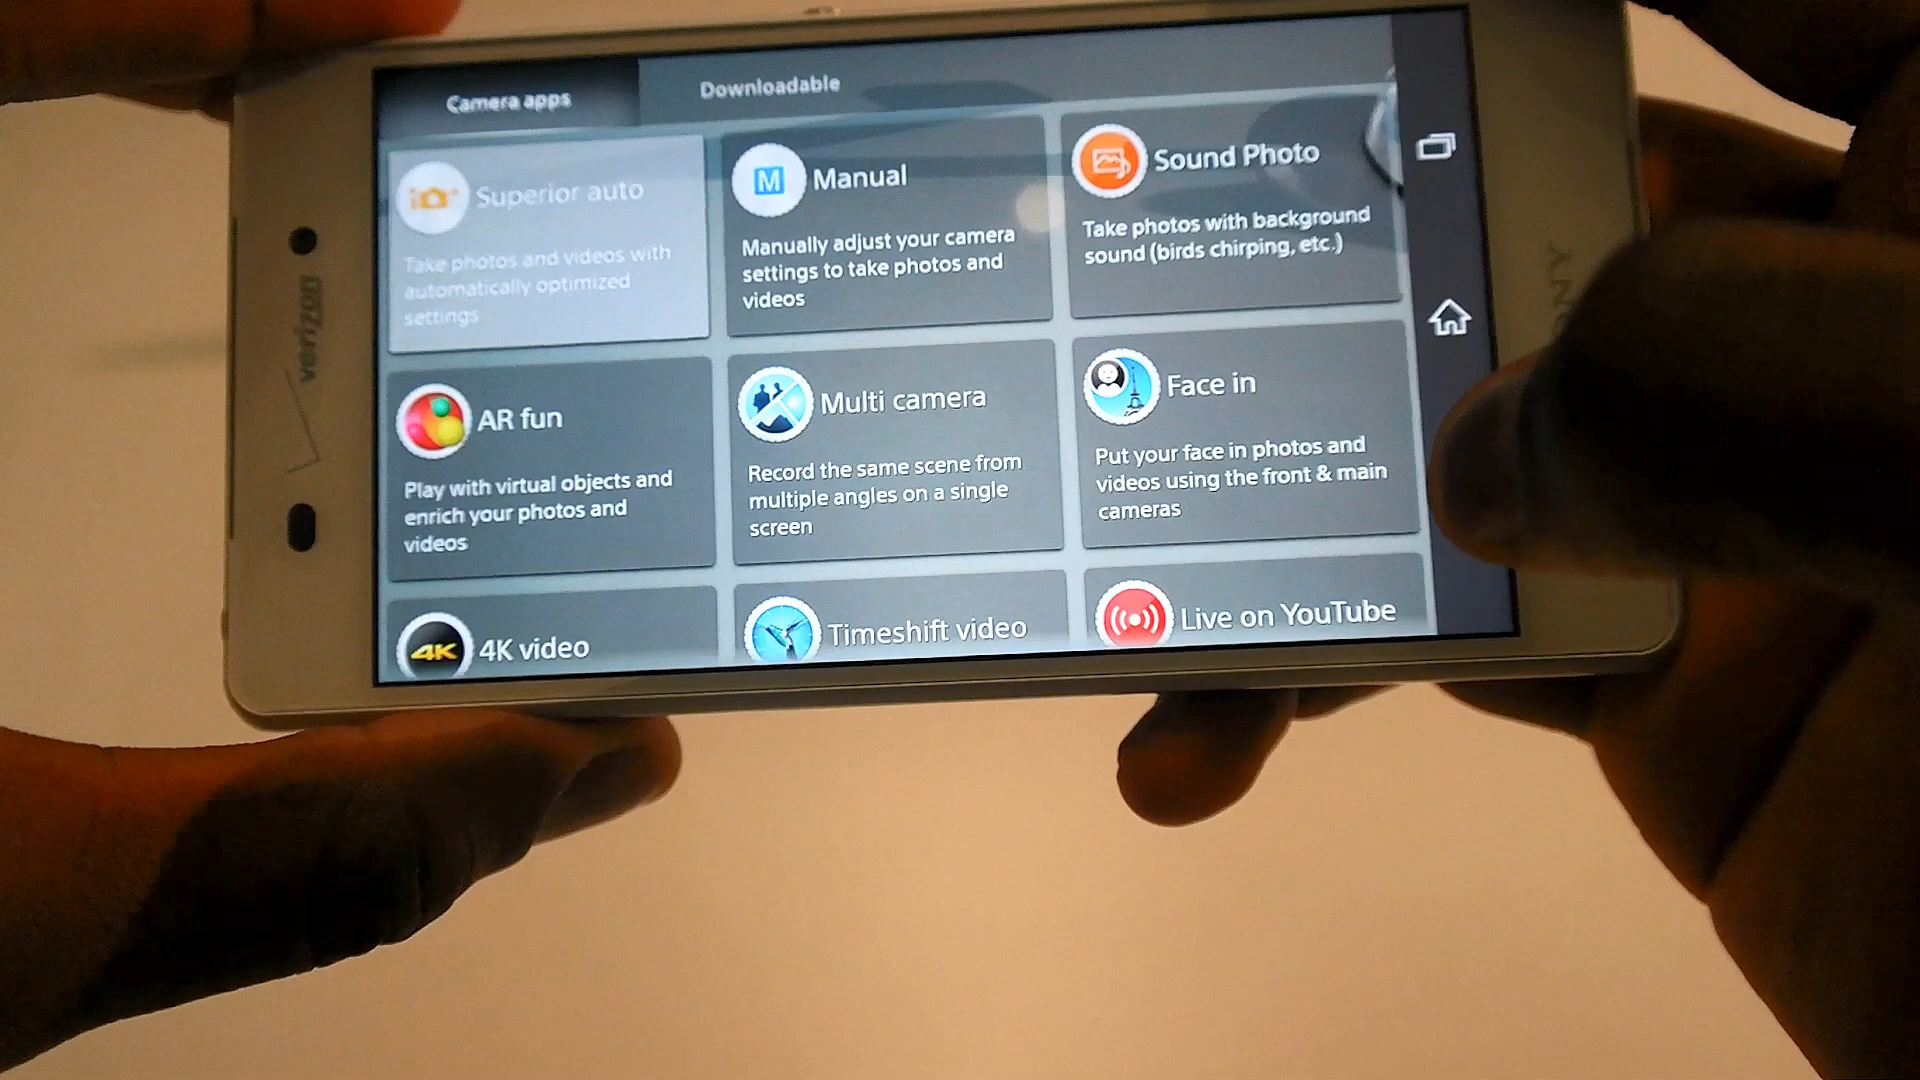 Camera apps
Downloadable
Superior auto
Take photos and videos with
automatically optimized
settings
M
Manual
Manually adjust your camera
settings to take photos and
videos
Sound Photo
Take photos with background
sound (birds chirping, etc.)
AR fun
Play with virtual objects and
enrich your photos and
videos
Multi camera
Record the same scene from
multiple angles on a single
screen
Face in
Put your face in photos and
videos using the front & main
cameras
4K
4K video
Timeshift video
Live on YouTube
verizon
SONY